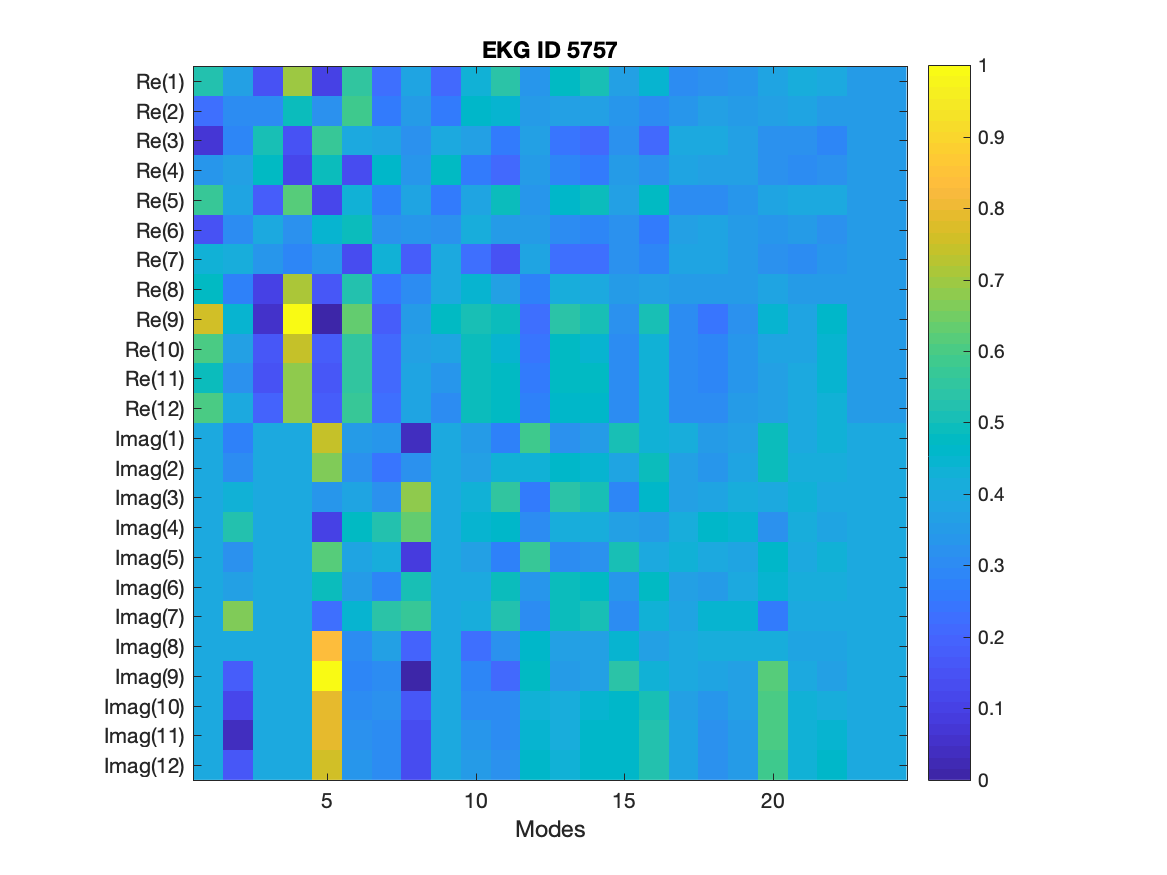 EKG ID 5757
Re(1)
Re(2)
Re(3)
Re(4)
Re(5)
Re(6)
Re(7)
Re(8)
Re(9)
Re(10)
Re(11)
Re(12)
Imag(1)
Imag(2)
Imag(3)
Imag(4)
Imag(5)
Imag(6)
Imag(7)
Imag(8)
Imag(9)
Imag(10)
Imag(11)
Imag(12)
5 10 15 20
Modes
1
0.9
0.8
0.7
0.6
0.5
0.4
0.3
0.2
0.1
0